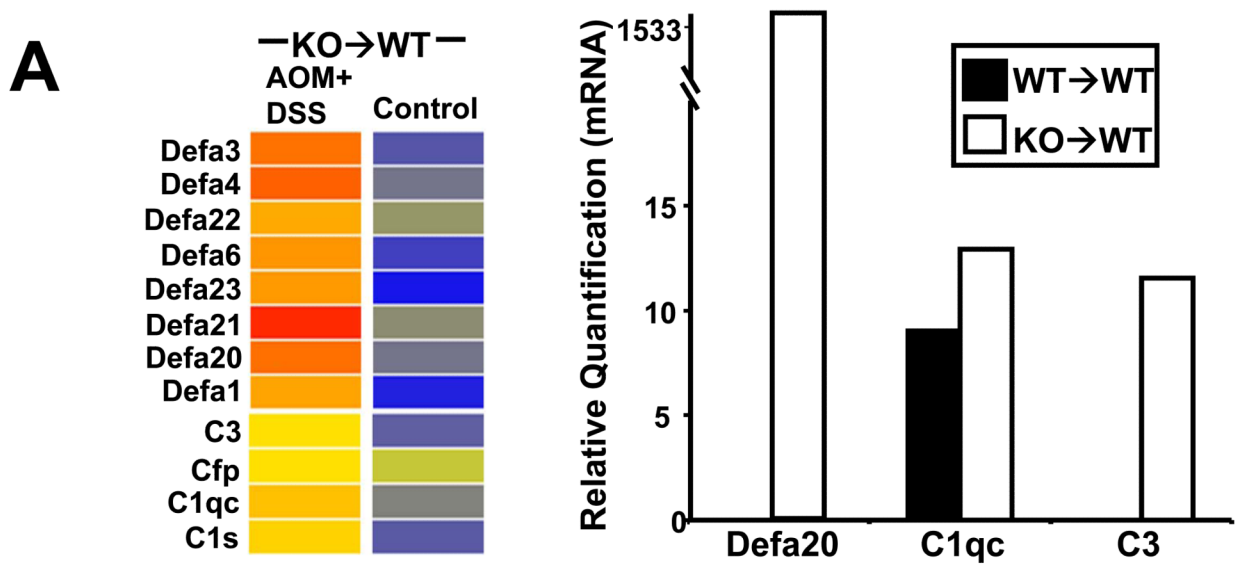 A
KO→WT
AOM+
DSS
Control
Defa3
Defa4
Defa22
Defa6
Defa23
Defa21
Defa20
Defa1
C3
Cfp
C1qc
C1s
Relative Quantification (mRNA)
1533
15
10
5
0
WT→WT
KO→WT
Defa20
C1qc
C3